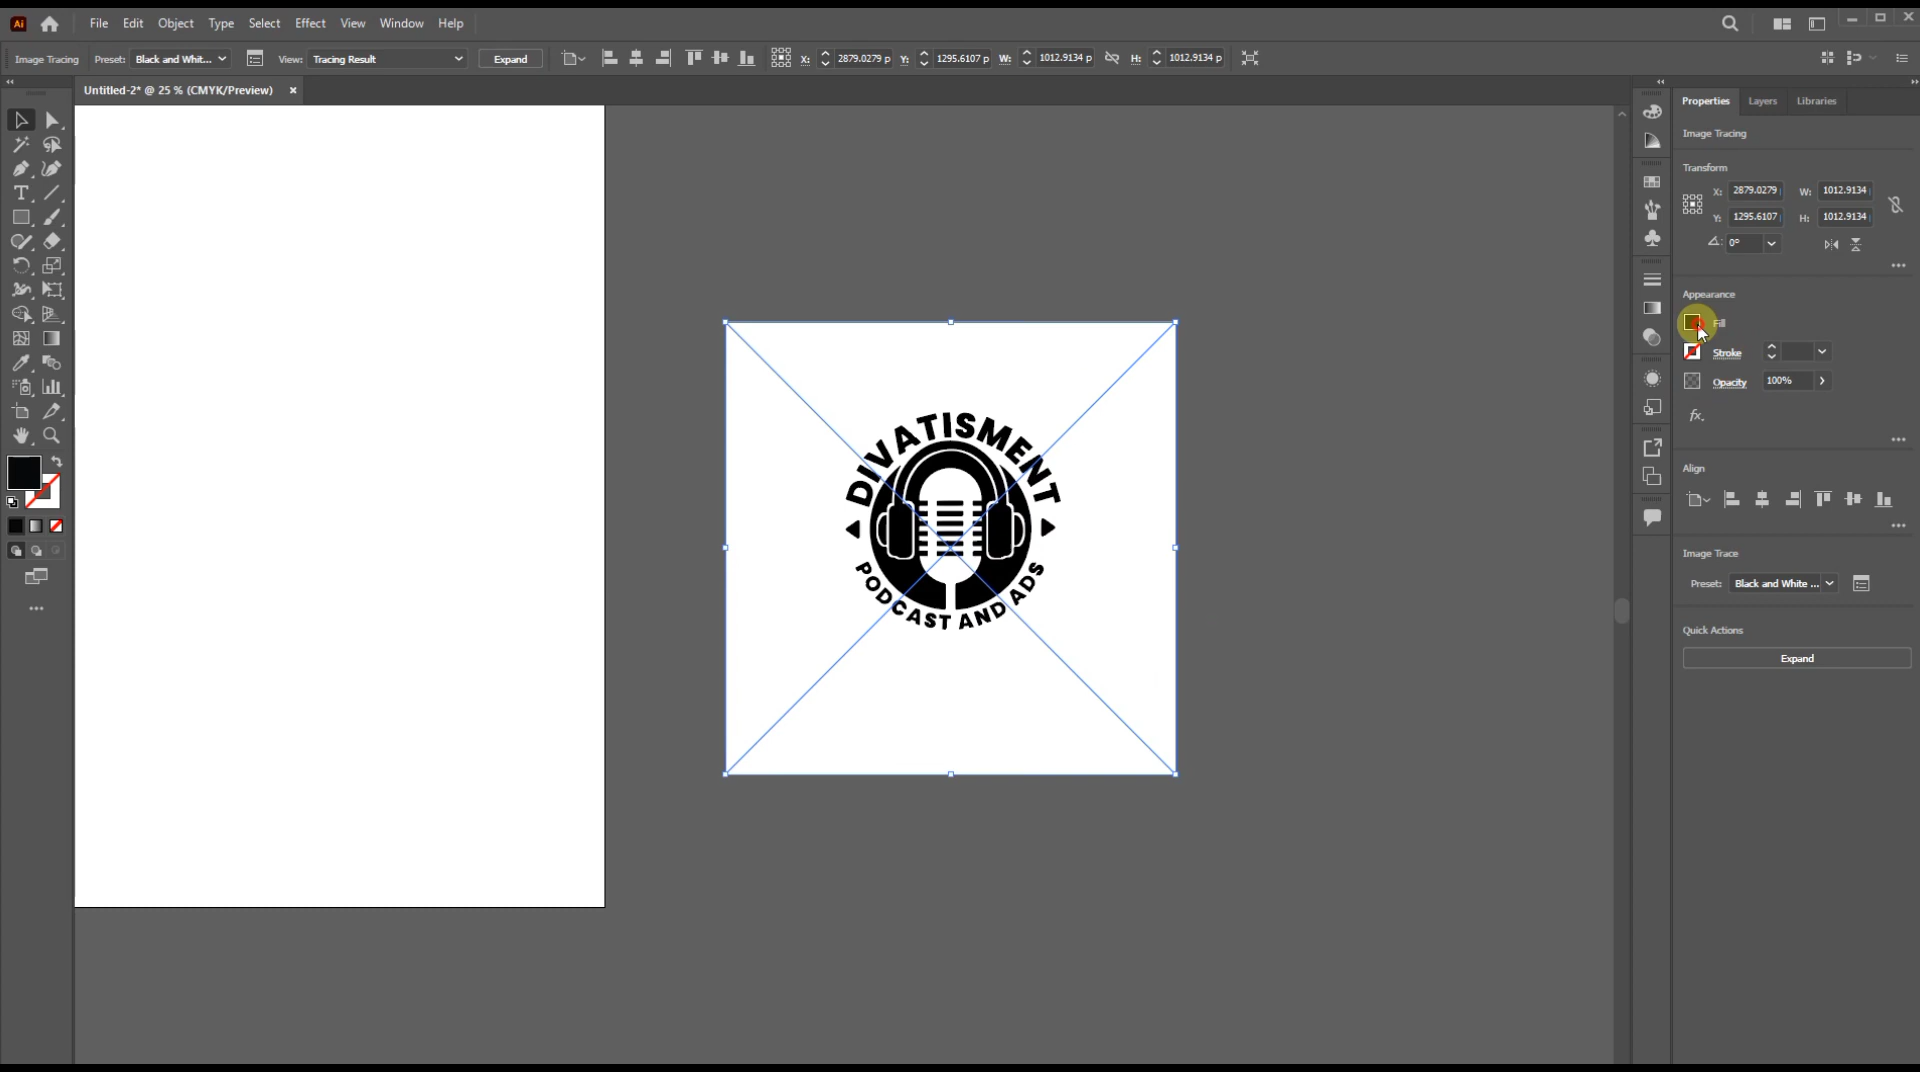 Ai File Edit Object Type Select Effect View Window Help
Image Tracing Preset: Black and Whit... View: Tracing Result Expand X: 2879.0279 p Y: 1295.6107 p W: 1012.9134 p H: 1012.9134 p
Untitled-2* @ 25 % (CMYK/Preview) ×
Properties Layers Libraries
Image Tracing
Transform
X: 2879.0279 W: 1012.9134
Y: 1295.6107 H: 1012.9134
0°
Appearance
Fill
Stroke
Opacity 100%
fx.
Align
Image Trace
Preset: Black and White ...
Quick Actions
Expand
DIVATISMENT
PODCAST AND ADS